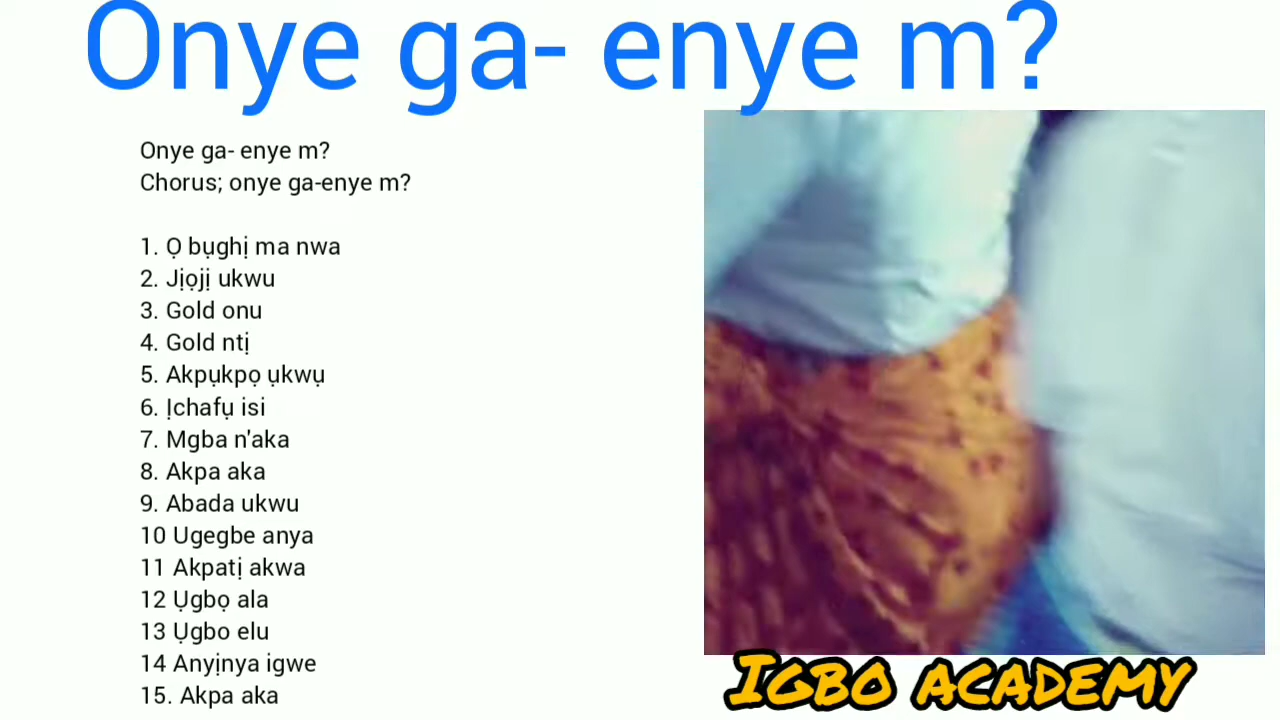 Onye ga- enye m?
Onye ga- enye m?
Chorus; onye ga-enye m?
1. Ọ bụghị ma nwa
2. Jịọjị ukwu
3. Gold onu
4. Gold ntị
5. Akpụkpọ ụkwụ
6. Ịchafụ isi
7. Mgba n'aka
8. Akpa aka
9. Abada ukwu
10 Ugegbe anya
11 Akpatị akwa
12 Ụgbọ ala
13 Ụgbo elu
14 Anyịnya igwe
15. Akpa aka
IGBO ACADEMY